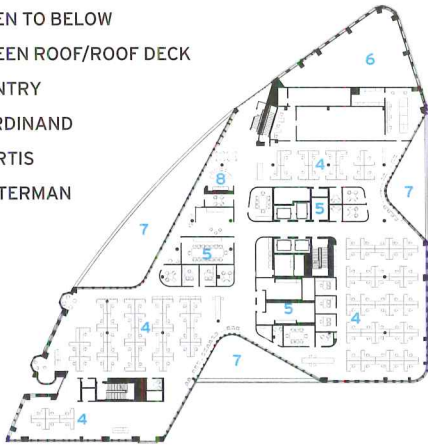 EN TO BELOW
EEN ROOF/ROOF DECK
NTRY
RDINAND
RTIS
TERMAN
6
4
8
5
7
7
5
4
5
4
7
4